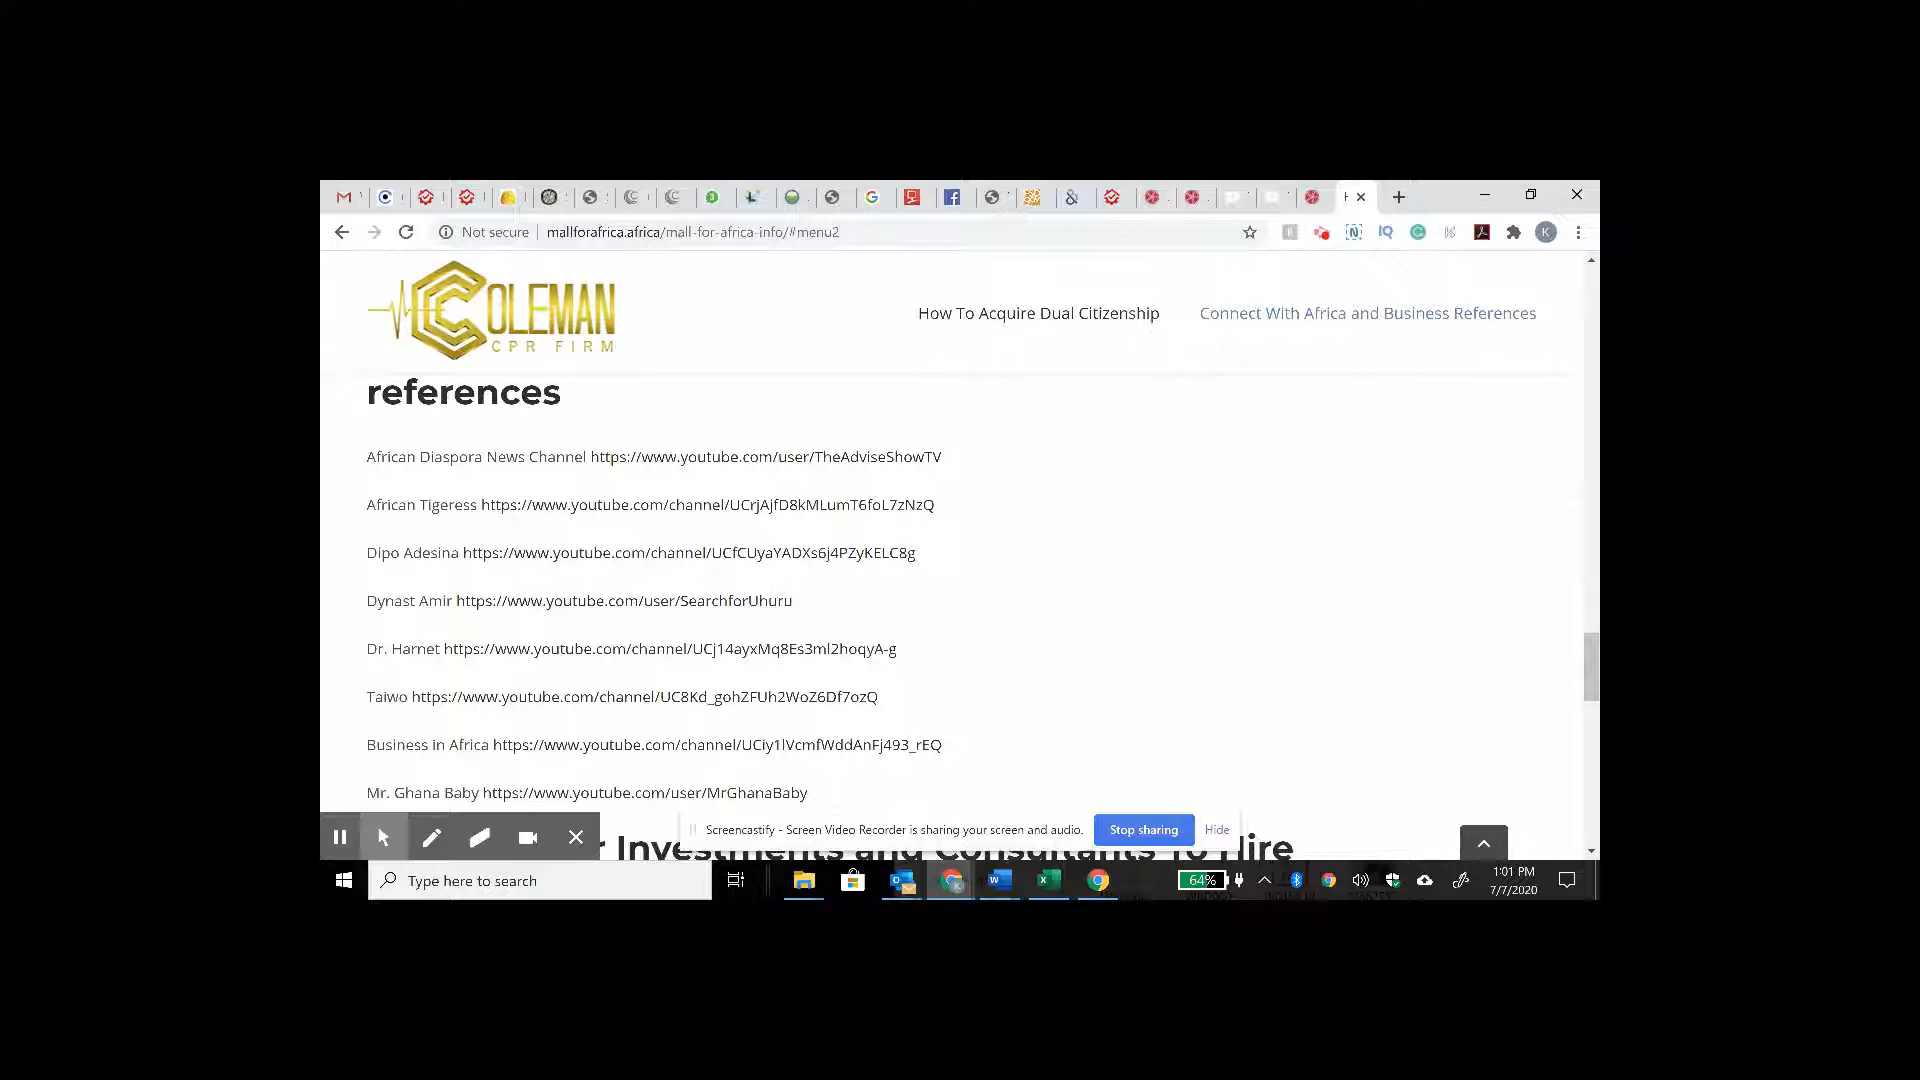 Not secure
mallforafrica.africa/mall-for-africa-info/#menu2
K
COLEMAN
CPR FIRM
How To Acquire Dual Citizenship
Connect With Africa and Business References
references
African Diaspora News Channel https://www.youtube.com/user/TheAdviseShowTV
African Tigeress https://www.youtube.com/channel/UCrjAjfD8kMLumT6foL7zNzQ
Dipo Adesina https://www.youtube.com/channel/UCfCUyaYADXs6j4PZyKELC8g
Dynast Amir https://www.youtube.com/user/SearchforUhuru
Dr. Harnet https://www.youtube.com/channel/UCj14ayxMq8Es3ml2hoqyA-g
Taiwo https://www.youtube.com/channel/UC8Kd_gohZFUh2WoZ6Df7ozQ
Business in Africa https://www.youtube.com/channel/UCiy1lVcmfWddAnFj493_rEQ
Mr. Ghana Baby https://www.youtube.com/user/MrGhanaBaby
Screencastify - Screen Video Recorder is sharing your screen and audio.
Stop sharing
Hide
Investments and Consultants To Hire
Type here to search
64%
1:01 PM
7/7/2020